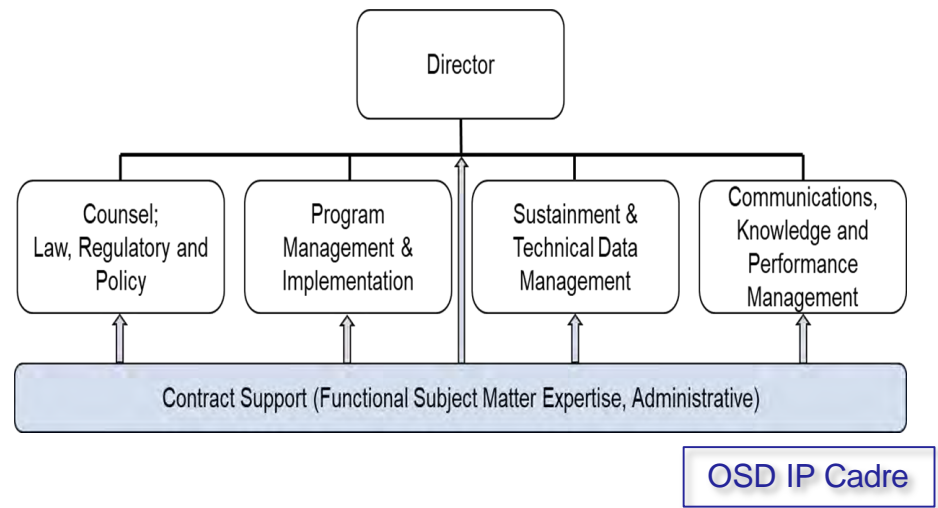 Director
Counsel;
Law, Regulatory and
Policy
Program
Management &
Implementation
Sustainment &
Technical Data
Management
Communications,
Knowledge and
Performance
Management
Contract Support (Functional Subject Matter Expertise, Administrative)
OSD IP Cadre